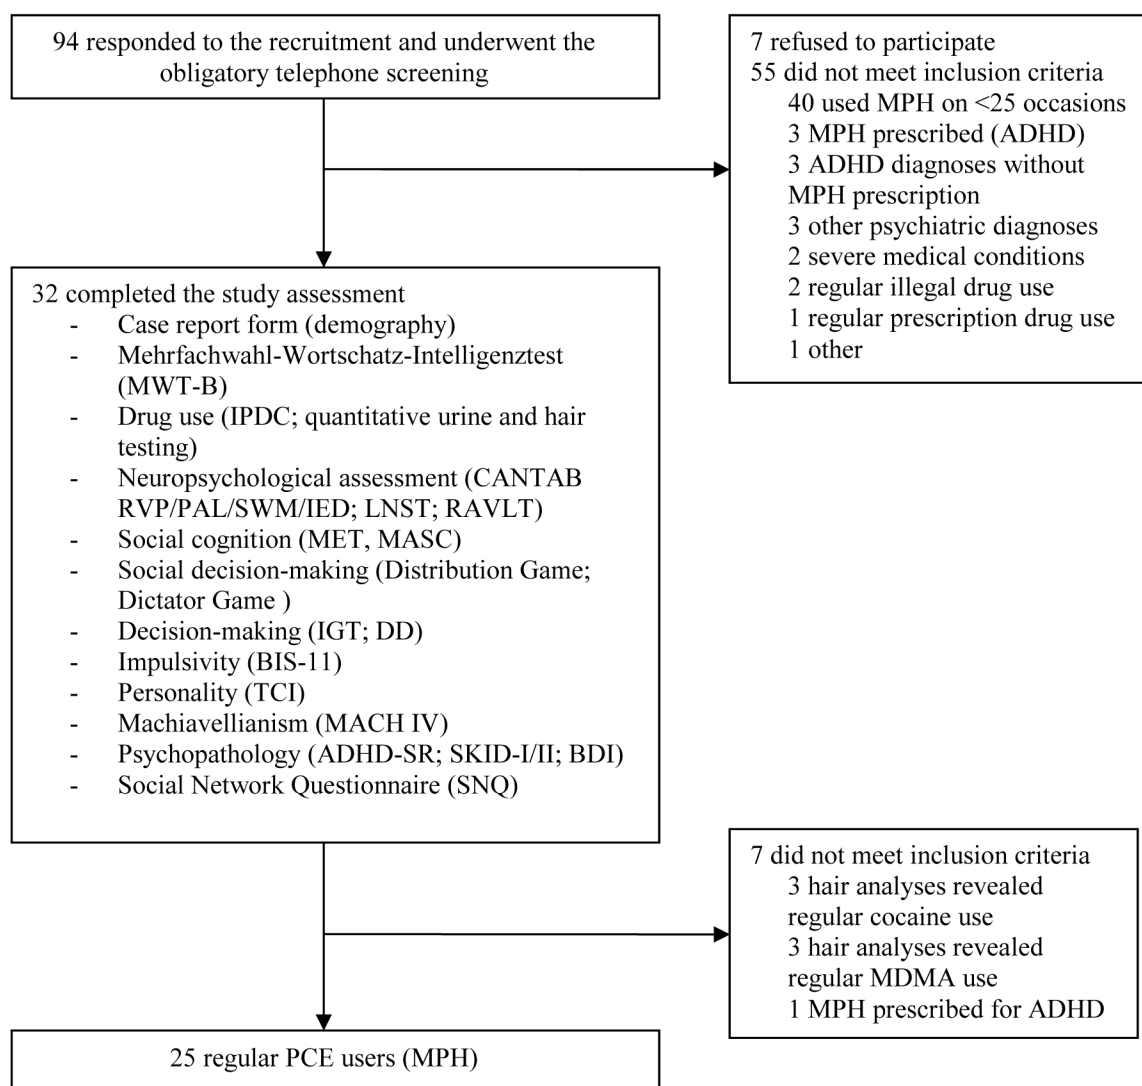 94 responded to the recruitment and underwent the
obligatory telephone screening
7 refused to participate
55 did not meet inclusion criteria
40 used MPH on <25 occasions
3 MPH prescribed (ADHD)
3 ADHD diagnoses without
MPH prescription
3 other psychiatric diagnoses
2 severe medical conditions
2 regular illegal drug use
1 regular prescription drug use
1 other
32 completed the study assessment
- Case report form (demography)
- Mehrfachwahl-Wortschatz-Intelligenztest
(MWT-B)
- Drug use (IPDC; quantitative urine and hair
testing)
- Neuropsychological assessment (CANTAB
RVP/PAL/SWM/IED; LNST; RAVLT)
- Social cognition (MET, MASC)
- Social decision-making (Distribution Game;
Dictator Game )
- Decision-making (IGT; DD)
- Impulsivity (BIS-11)
- Personality (TCI)
- Machiavellianism (MACH IV)
- Psychopathology (ADHD-SR; SKID-I/II; BDI)
- Social Network Questionnaire (SNQ)
7 did not meet inclusion criteria
3 hair analyses revealed
regular cocaine use
3 hair analyses revealed
regular MDMA use
1 MPH prescribed for ADHD
25 regular PCE users (MPH)